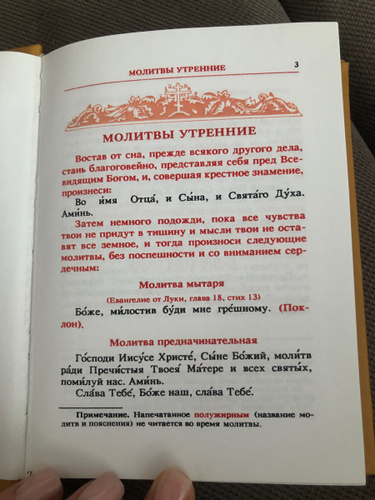 МОЛИТВЫ УТРЕННИЕ 3
МОЛИТВЫ УТРЕННИЕ
Востав от сна, прежде всякого другого дела,
стань благоговейно, представляя себя пред Все-
видящим Богом, и, совершая крестное знамение,
произнеси:
Во и́мя Отца́, и Сы́на, и Свята́го Ду́ха.
Ами́нь.
Затем немного подожди, пока все чувства
твои не придут в тишину и мысли твои не оста-
вят все земное, и тогда произноси следующие
молитвы, без поспешности и со вниманием сер-
дечным:
Молитва мытаря
(Евангелие от Луки, глава 18, стих 13)
Бо́же, ми́лостив бу́ди мне гре́шному. (Пок-
лон).
Молитва предначинательная
Го́споди Иису́се Христе́, Сы́не Бо́жий, моли́тв
ра́ди Пречи́стыя Твоея́ Ма́тере и всех святы́х,
поми́луй нас. Ами́нь.
Сла́ва Тебе́, Бо́же наш, сла́ва Тебе́.
Примечание. Напечатанное полужирным (название мо-
литв и пояснения) не читается во время молитвы.